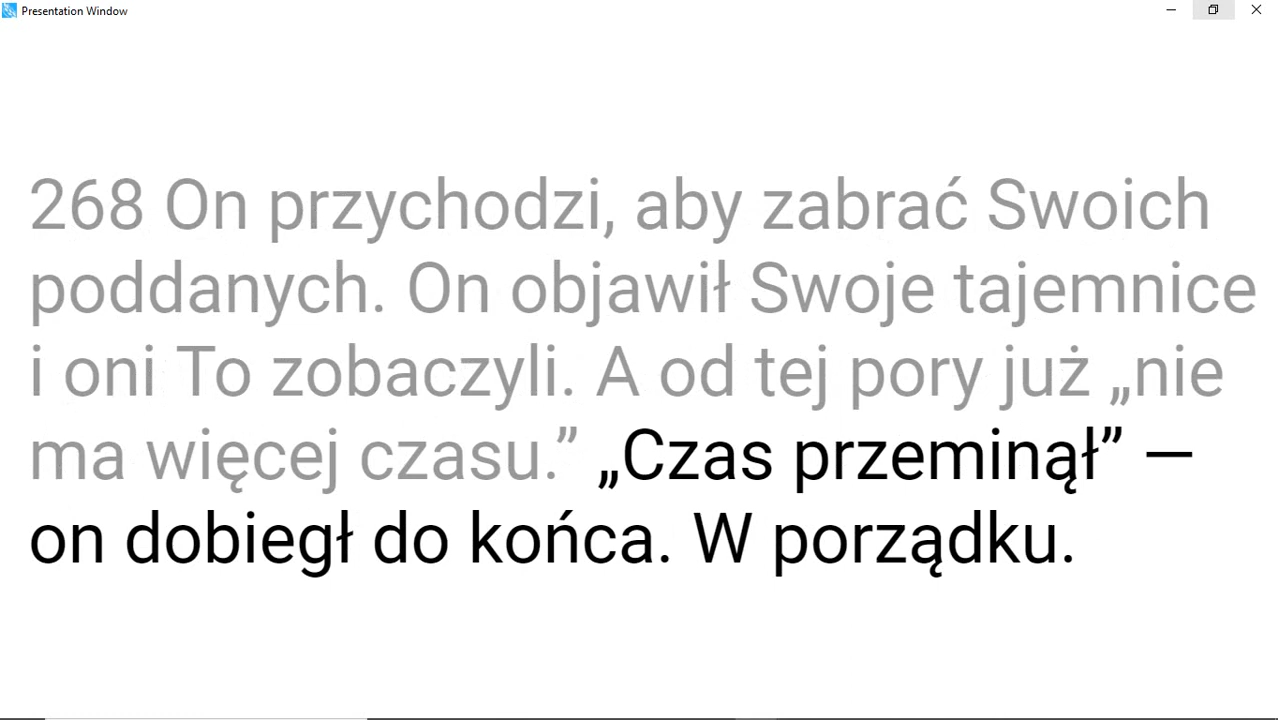 Presentation Window
268 On przychodzi, aby zabrać Swoich
poddanych. On objawił Swoje tajemnice
i oni To zobaczyli. A od tej pory już „nie
ma więcej czasu.” „Czas przeminął” —
on dobiegł do końca. W porządku.